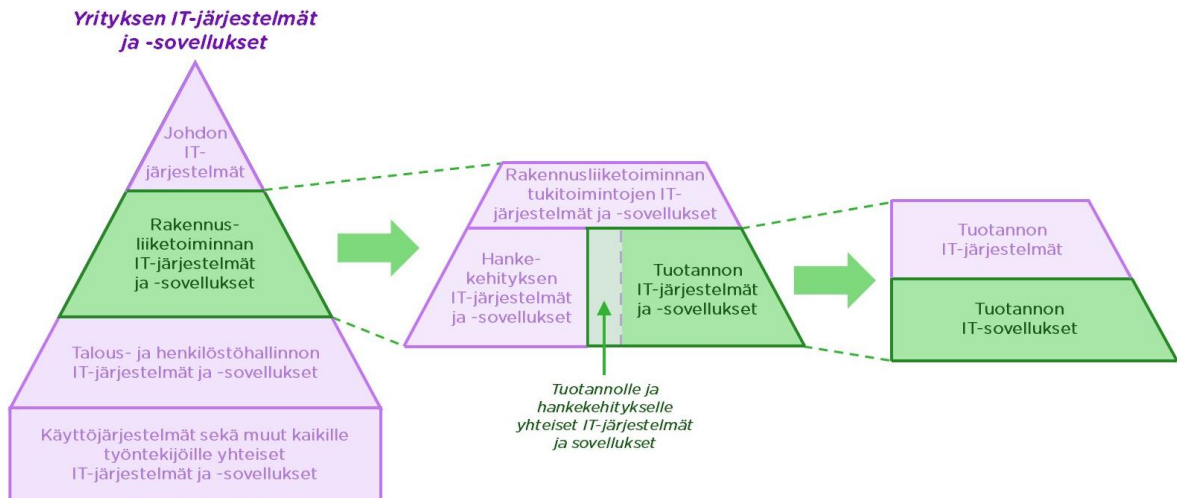 Yrityksen IT-järjestelmät
ja -sovellukset
Johdon
IT-
järjestelmät
Rakennus-
liiketoiminnan
IT-järjestelmät
ja -sovellukset
Talous- ja henkilöstöhallinnon
IT-järjestelmät ja -sovellukset
Käyttöjärjestelmät sekä muut kaikille
työntekijöille yhteiset
IT-järjestelmät ja -sovellukset
Rakennusliiketoiminnan
tukitoimintojen IT-
järjestelmät ja -sovellukset
Hanke-
kehityksen
IT-järjestelmät
ja -sovellukset
Tuotannon
IT-järjestelmät
ja -sovellukset
Tuotannolle ja
hankekehitykselle
yhteiset IT-järjestelmät
ja sovellukset
Tuotannon
IT-järjestelmät
Tuotannon
IT-sovellukset